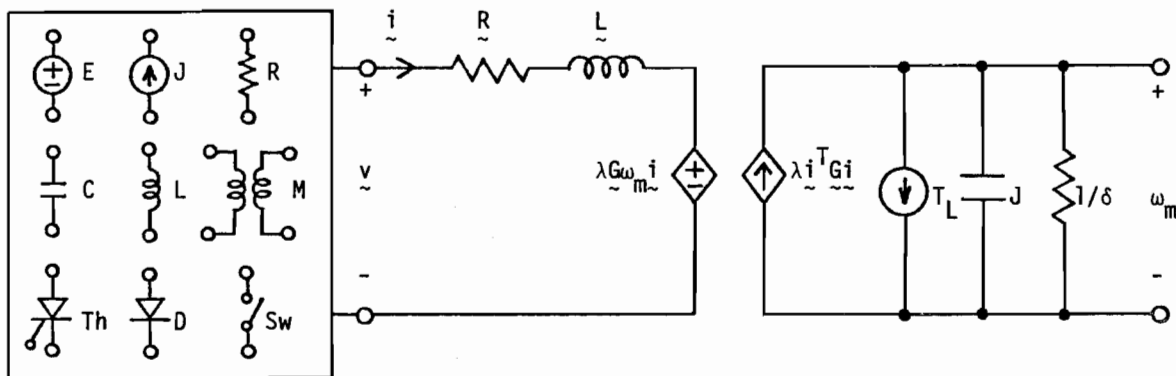 E J R
C L M
Th D Sw
i R L
+
v
-
+
-
λGω_m i
λi^T Gi
T_L J 1/δ
+
ω_m
-